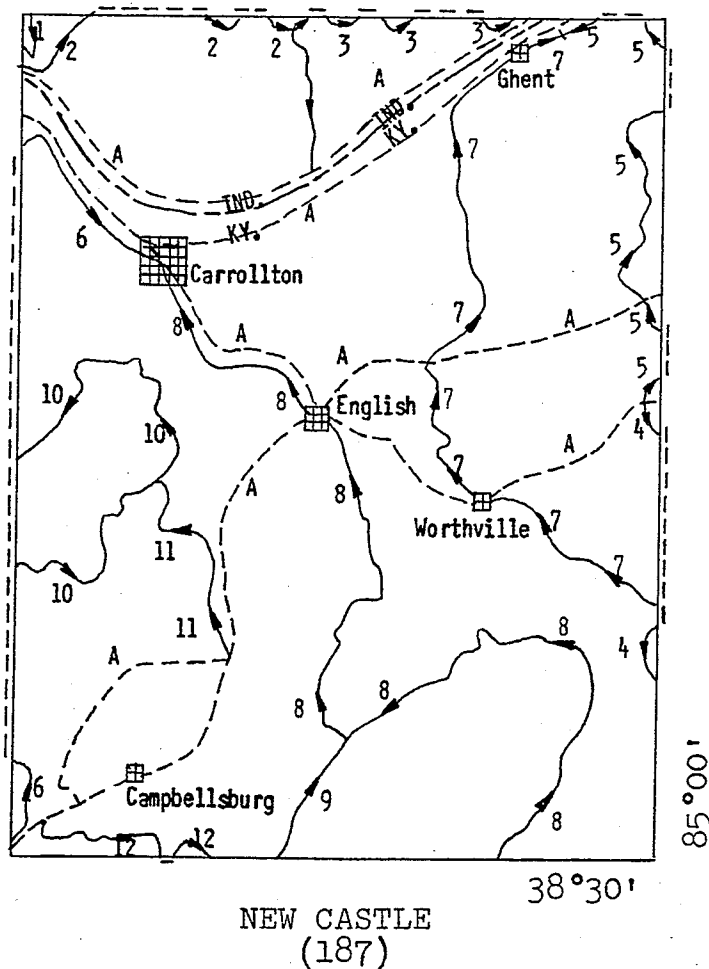 1
2
2
2
3
3
3
5
5
7
Ghent
A
IND.
KY.
A
7
5
IND.
A
KY.
6
5
Carrollton
8
A
7
A
A
5
10
8
English
7
5
4
10
A
8
7
A
Worthville
7
11
10
7
11
8
4
A
8
8
6
Campbellsburg
9
8
12
12
85°00'
38°30'
NEW CASTLE
(187)